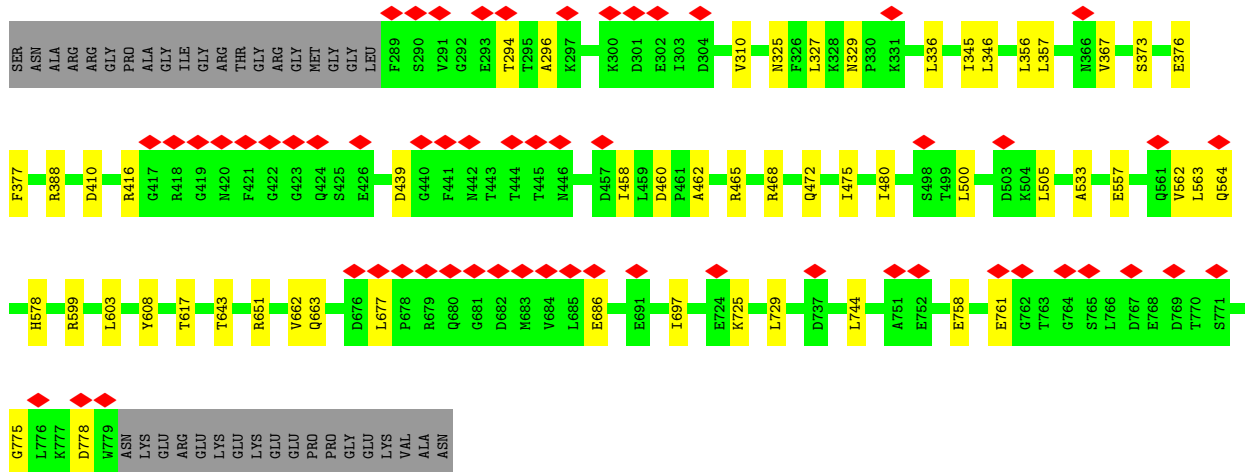 SER ASN ALA ARG ARG GLY PRO ALA GLY ILE GLY ARG THR GLY ARG GLY MET GLY GLY LEU F289 S290 V291 G292 E293 T294 T295 A296 K297 K300 D301 E302 I303 D304 V310 N325 F326 L327 K328 N329 P330 K331 L336 I345 L346 L356 L357 N366 V367 S373 E376
F377 R388 D410 R416 G417 R418 G419 N420 F421 G422 G423 Q424 S425 E426 D439 G440 F441 N442 T443 T444 T445 N446 D457 I458 L459 D460 P461 A462 R465 R468 Q472 I475 I480 S498 T499 L500 D503 K504 L505 A533 E557 Q561 V562 L563 Q564
H578 R599 L603 Y608 T617 T643 R651 V662 Q663 D676 L677 P678 R679 Q680 G681 D682 M683 V684 L685 E686 E691 I697 E724 K725 L729 D737 L744 A751 E752 E758 E761 G762 T763 G764 S765 L766 D767 E768 D769 T770 S771
G775 L776 K777 D778 W779 ASN LYS GLU ARG GLU LYS GLU LYS GLU GLU PRO PRO GLY GLU LYS VAL ALA ASN